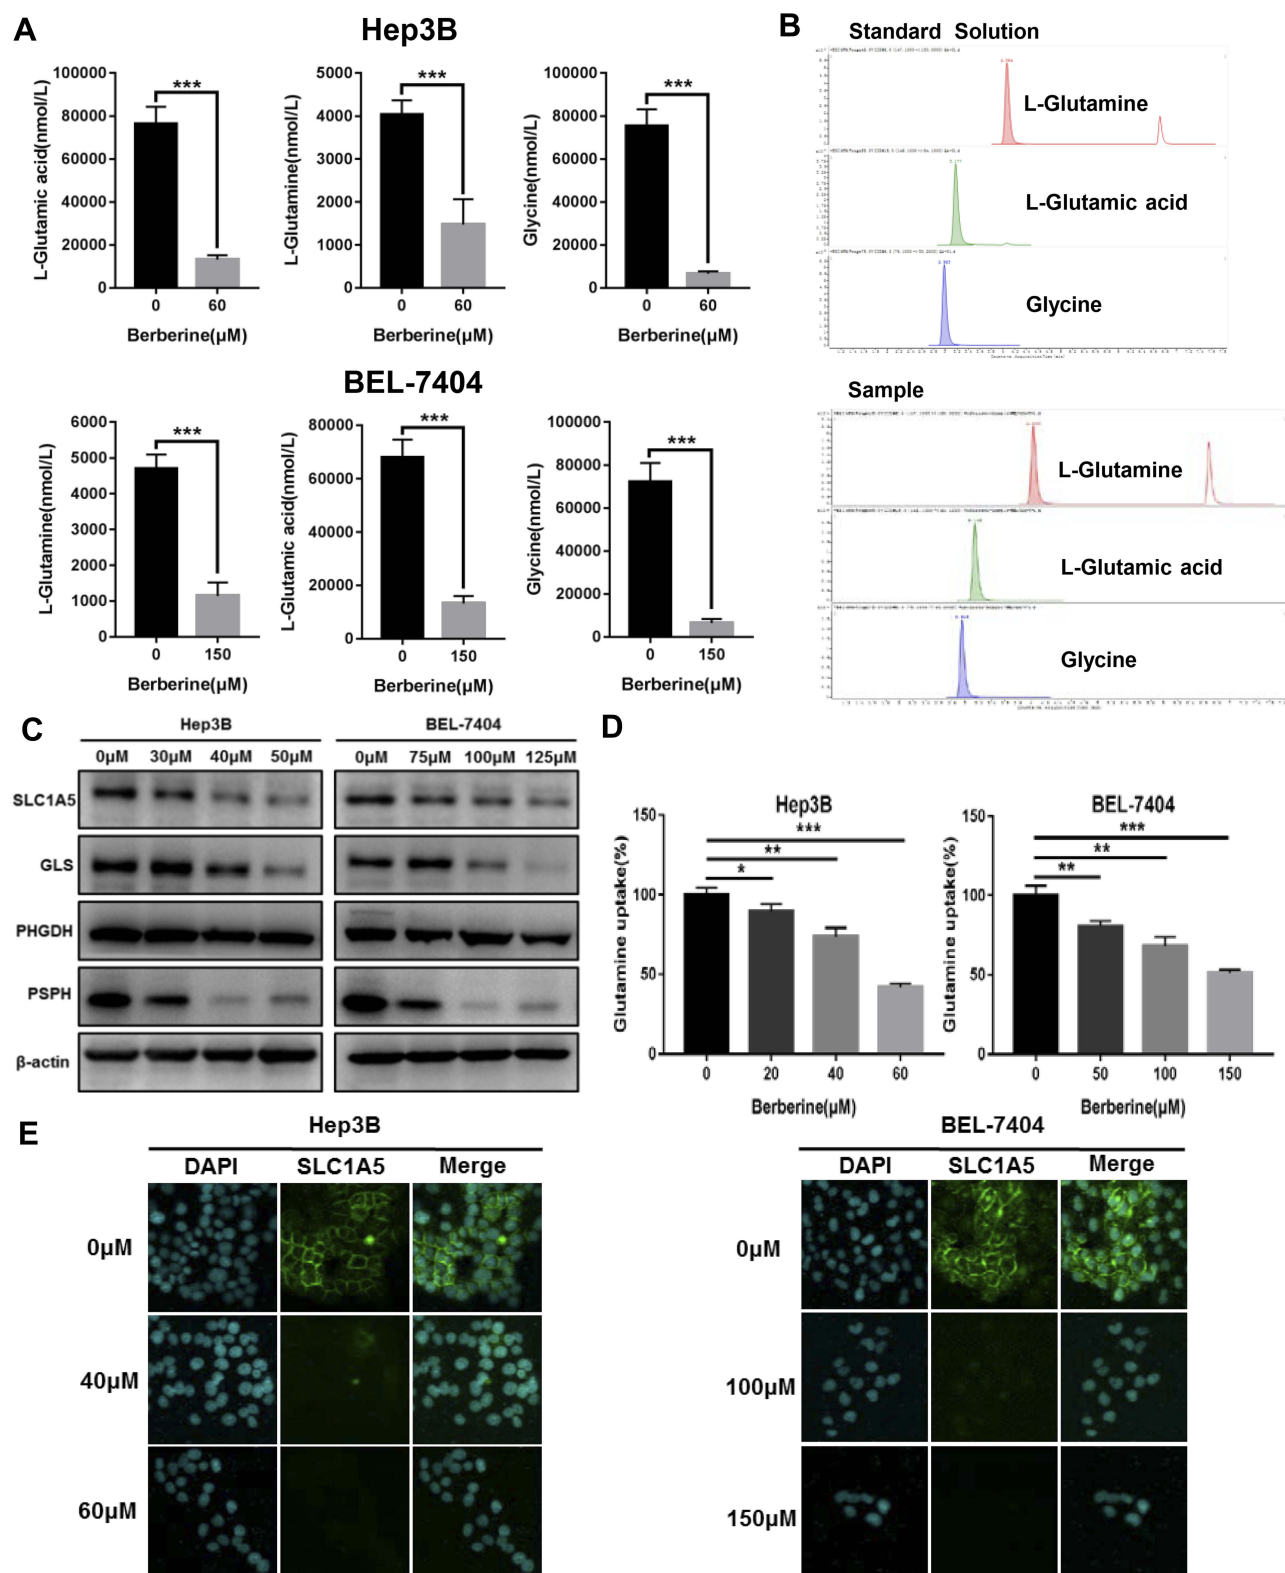 A
Hep3B
L-Glutamic acid(nmol/L)
100000
80000
60000
40000
20000
0
***
0
60
Berberine(μM)
L-Glutamine(nmol/L)
5000
4000
3000
2000
1000
0
***
0
60
Berberine(μM)
Glycine(nmol/L)
100000
80000
60000
40000
20000
0
***
0
60
Berberine(μM)
BEL-7404
L-Glutamine(nmol/L)
6000
5000
4000
3000
2000
1000
0
***
0
150
Berberine(μM)
L-Glutamic acid(nmol/L)
80000
60000
40000
20000
0
***
0
150
Berberine(μM)
Glycine(nmol/L)
100000
80000
60000
40000
20000
0
***
0
150
Berberine(μM)
B
Standard Solution
L-Glutamine
L-Glutamic acid
Glycine
Sample
L-Glutamine
L-Glutamic acid
Glycine
C
Hep3B
BEL-7404
0μM 30μM 40μM 50μM
0μM 75μM 100μM 125μM
SLC1A5
GLS
PHGDH
PSPH
β-actin
D
Hep3B
Glutamine uptake(%)
150
100
50
0
***
**
*
0 20 40 60
Berberine(μM)
BEL-7404
Glutamine uptake(%)
150
100
50
0
***
**
**
0 50 100 150
Berberine(μM)
E
Hep3B
DAPI SLC1A5 Merge
0μM
40μM
60μM
BEL-7404
DAPI SLC1A5 Merge
0μM
100μM
150μM